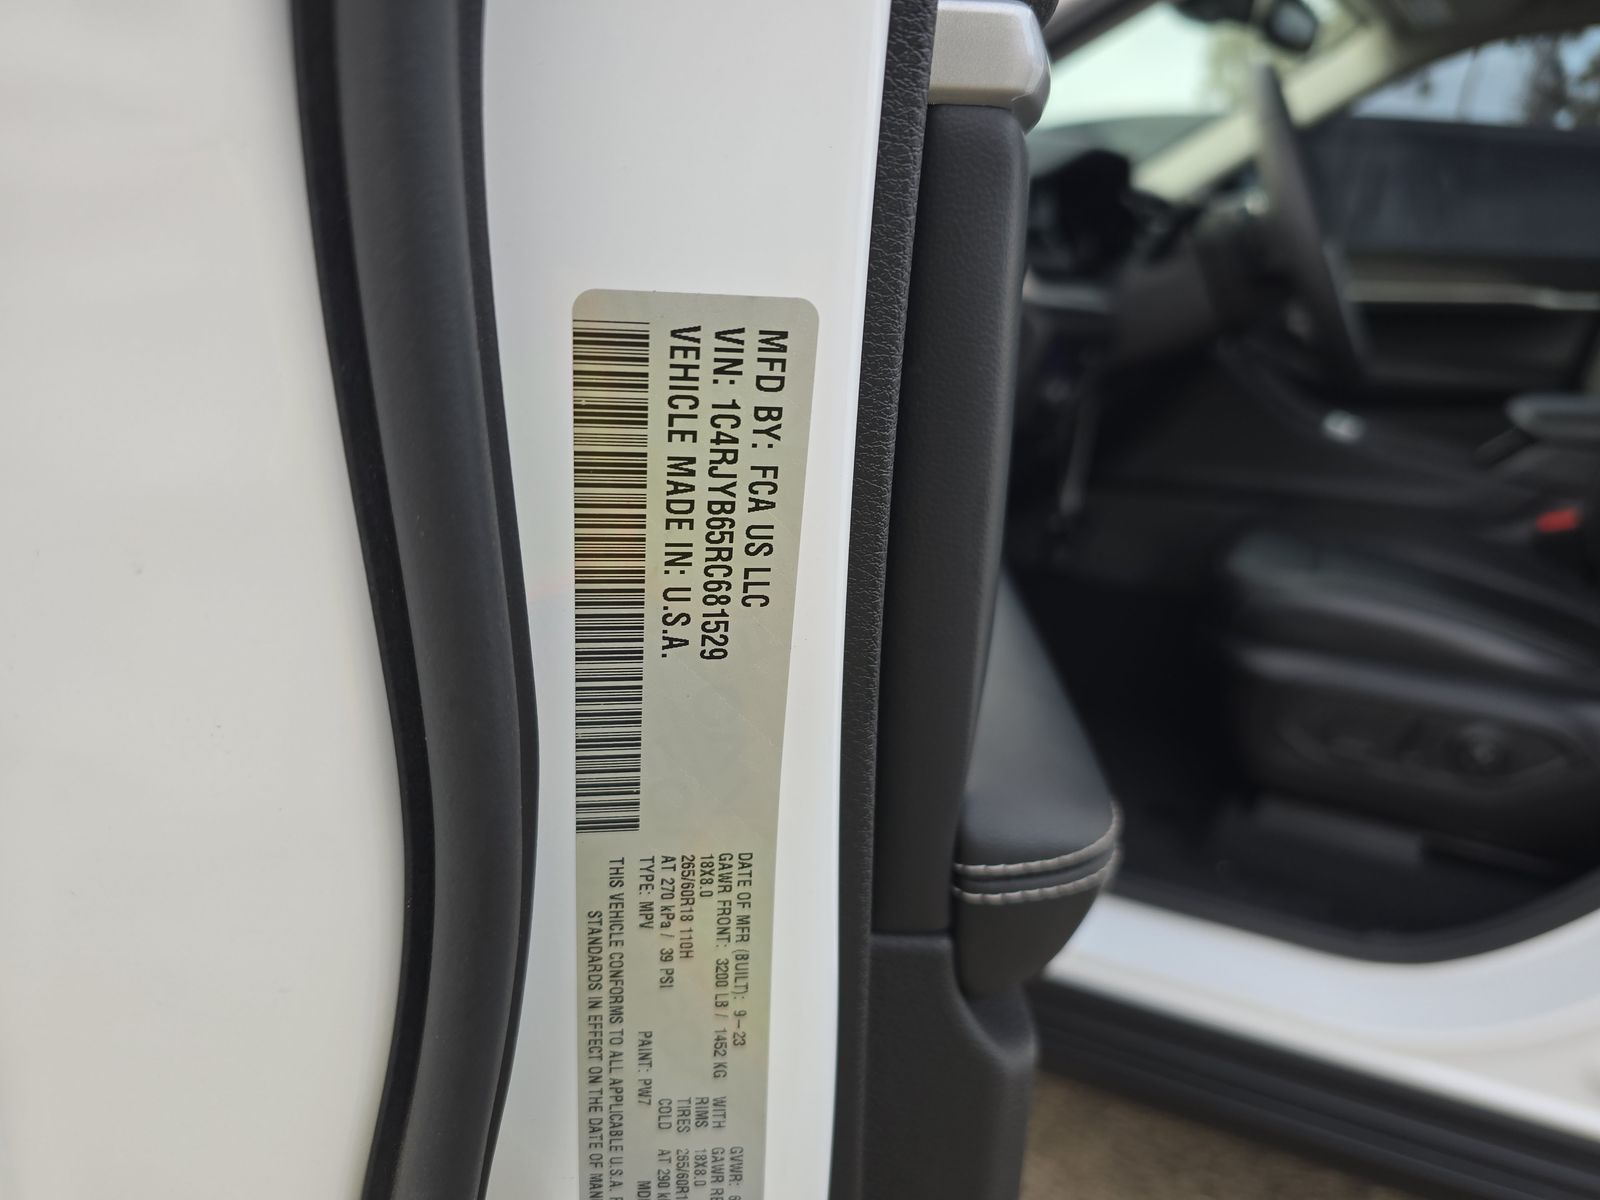 MFD BY: FCA US LLC
VIN: 1C4RJYB65RC681529
VEHICLE MADE IN: U.S.A.
DATE OF MFR (BUILT): 9-23 GVWR:
GAWR FRONT: 3200 LB / 1452 KG WITH GAWR
18X8.0 RIMS 18X8.0
265/60R18 110H TIRES
AT 270 kPa / 39 PSI COLD AT 290
TYPE: MPV PAINT: PW7
THIS VEHICLE CONFORMS TO ALL APPLICABLE U.S.A.
STANDARDS IN EFFECT ON THE DATE OF